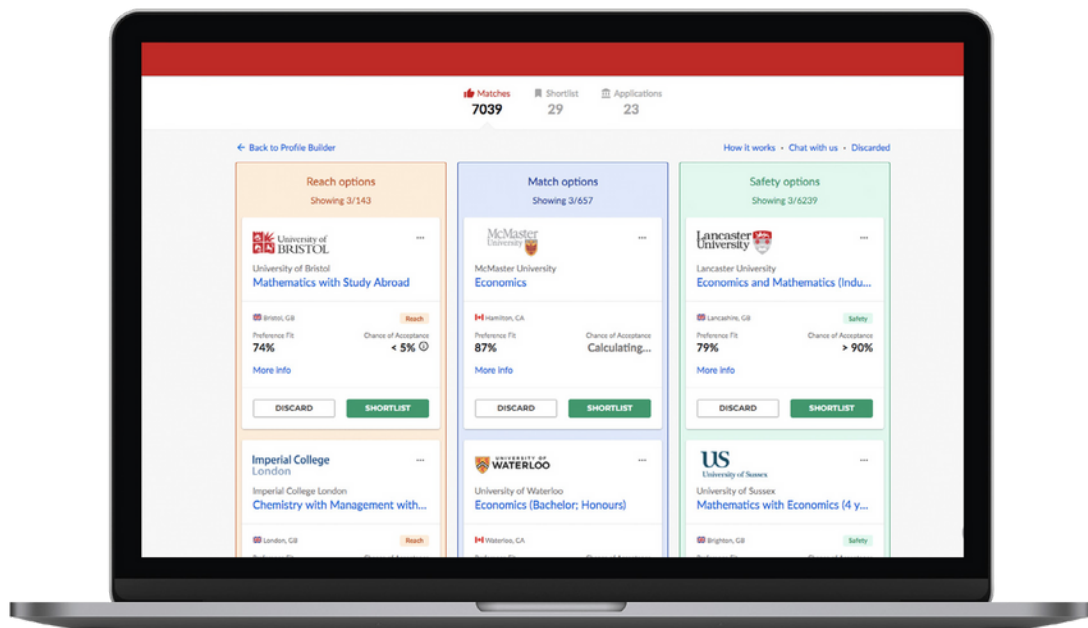 Matches
7039
Shortlist
29
Applications
23
← Back to Profile Builder
How it works • Chat with us • Discarded
Reach options
Showing 3/143
University of
BRISTOL
...
University of Bristol
Mathematics with Study Abroad
Bristol, GB
Reach
Preference Fit
Chance of Acceptance
74%
< 5%
More info
DISCARD
SHORTLIST
Imperial College
London
...
Imperial College London
Chemistry with Management with...
London, GB
Reach
Match options
Showing 3/657
McMaster
University
...
McMaster University
Economics
Hamilton, CA
Preference Fit
Chance of Acceptance
87%
Calculating...
More info
DISCARD
SHORTLIST
UNIVERSITY OF
WATERLOO
...
University of Waterloo
Economics (Bachelor; Honours)
Waterloo, CA
Safety options
Showing 3/6239
Lancaster
University
...
Lancaster University
Economics and Mathematics (Indu...
Lancashire, GB
Safety
Preference Fit
Chance of Acceptance
79%
> 90%
More info
DISCARD
SHORTLIST
US
University of Sussex
...
University of Sussex
Mathematics with Economics (4 y...
Brighton, GB
Safety